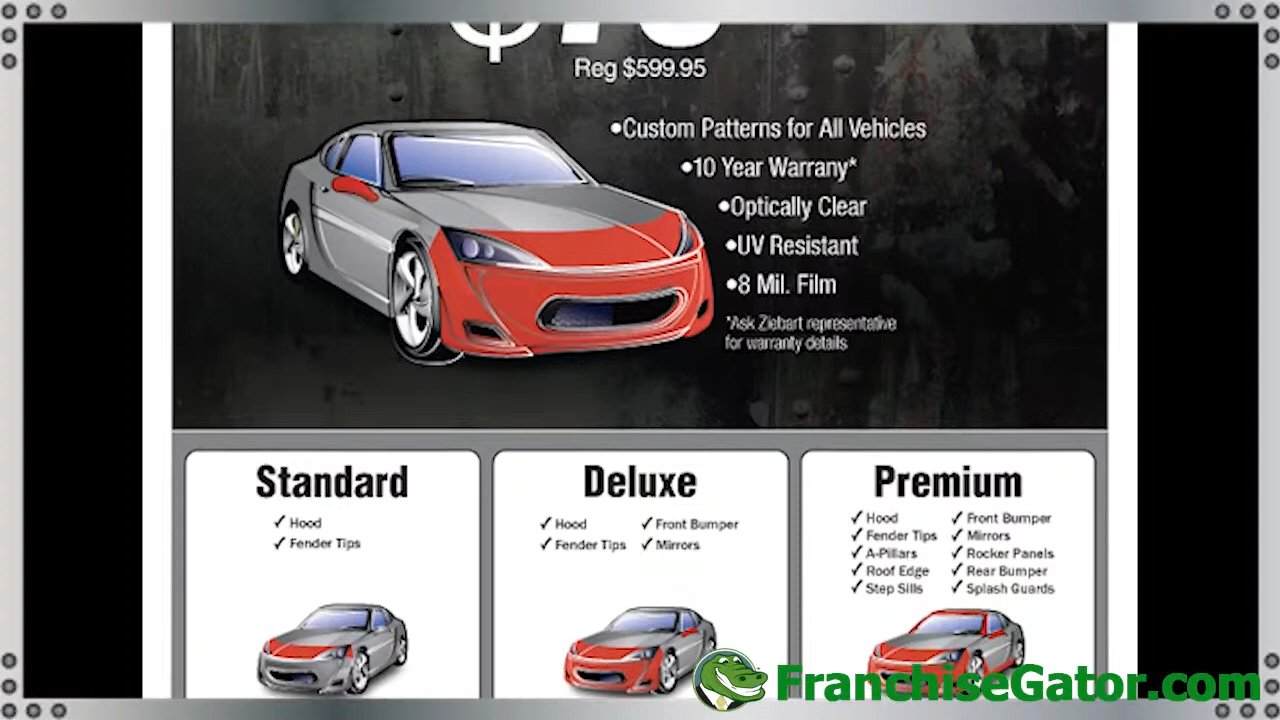 Reg $599.95
•Custom Patterns for All Vehicles
•10 Year Warrany*
•Optically Clear
•UV Resistant
•8 Mil. Film
*Ask Ziebart representative
for warranty details
Standard
✓ Hood
✓ Fender Tips
Deluxe
✓ Hood ✓ Front Bumper
✓ Fender Tips ✓ Mirrors
Premium
✓ Hood ✓ Front Bumper
✓ Fender Tips ✓ Mirrors
✓ A-Pillars ✓ Rocker Panels
✓ Roof Edge ✓ Rear Bumper
✓ Step Sills ✓ Splash Guards
FranchiseGator.com